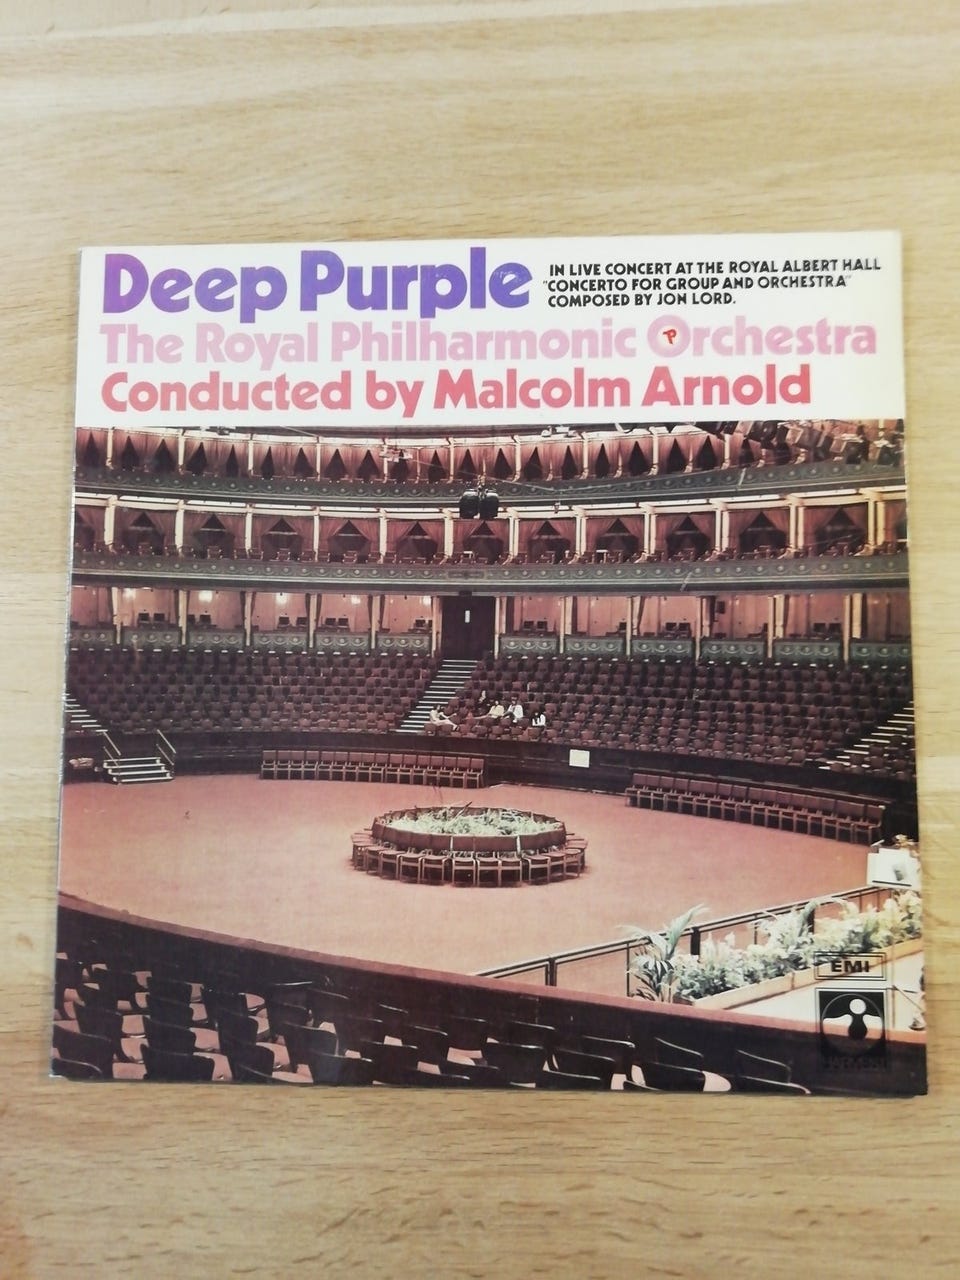 Deep Purple
IN LIVE CONCERT AT THE ROYAL ALBERT HALL
"CONCERTO FOR GROUP AND ORCHESTRA"
COMPOSED BY JON LORD.
The Royal Philharmonic Orchestra
Conducted by Malcolm Arnold
EMI